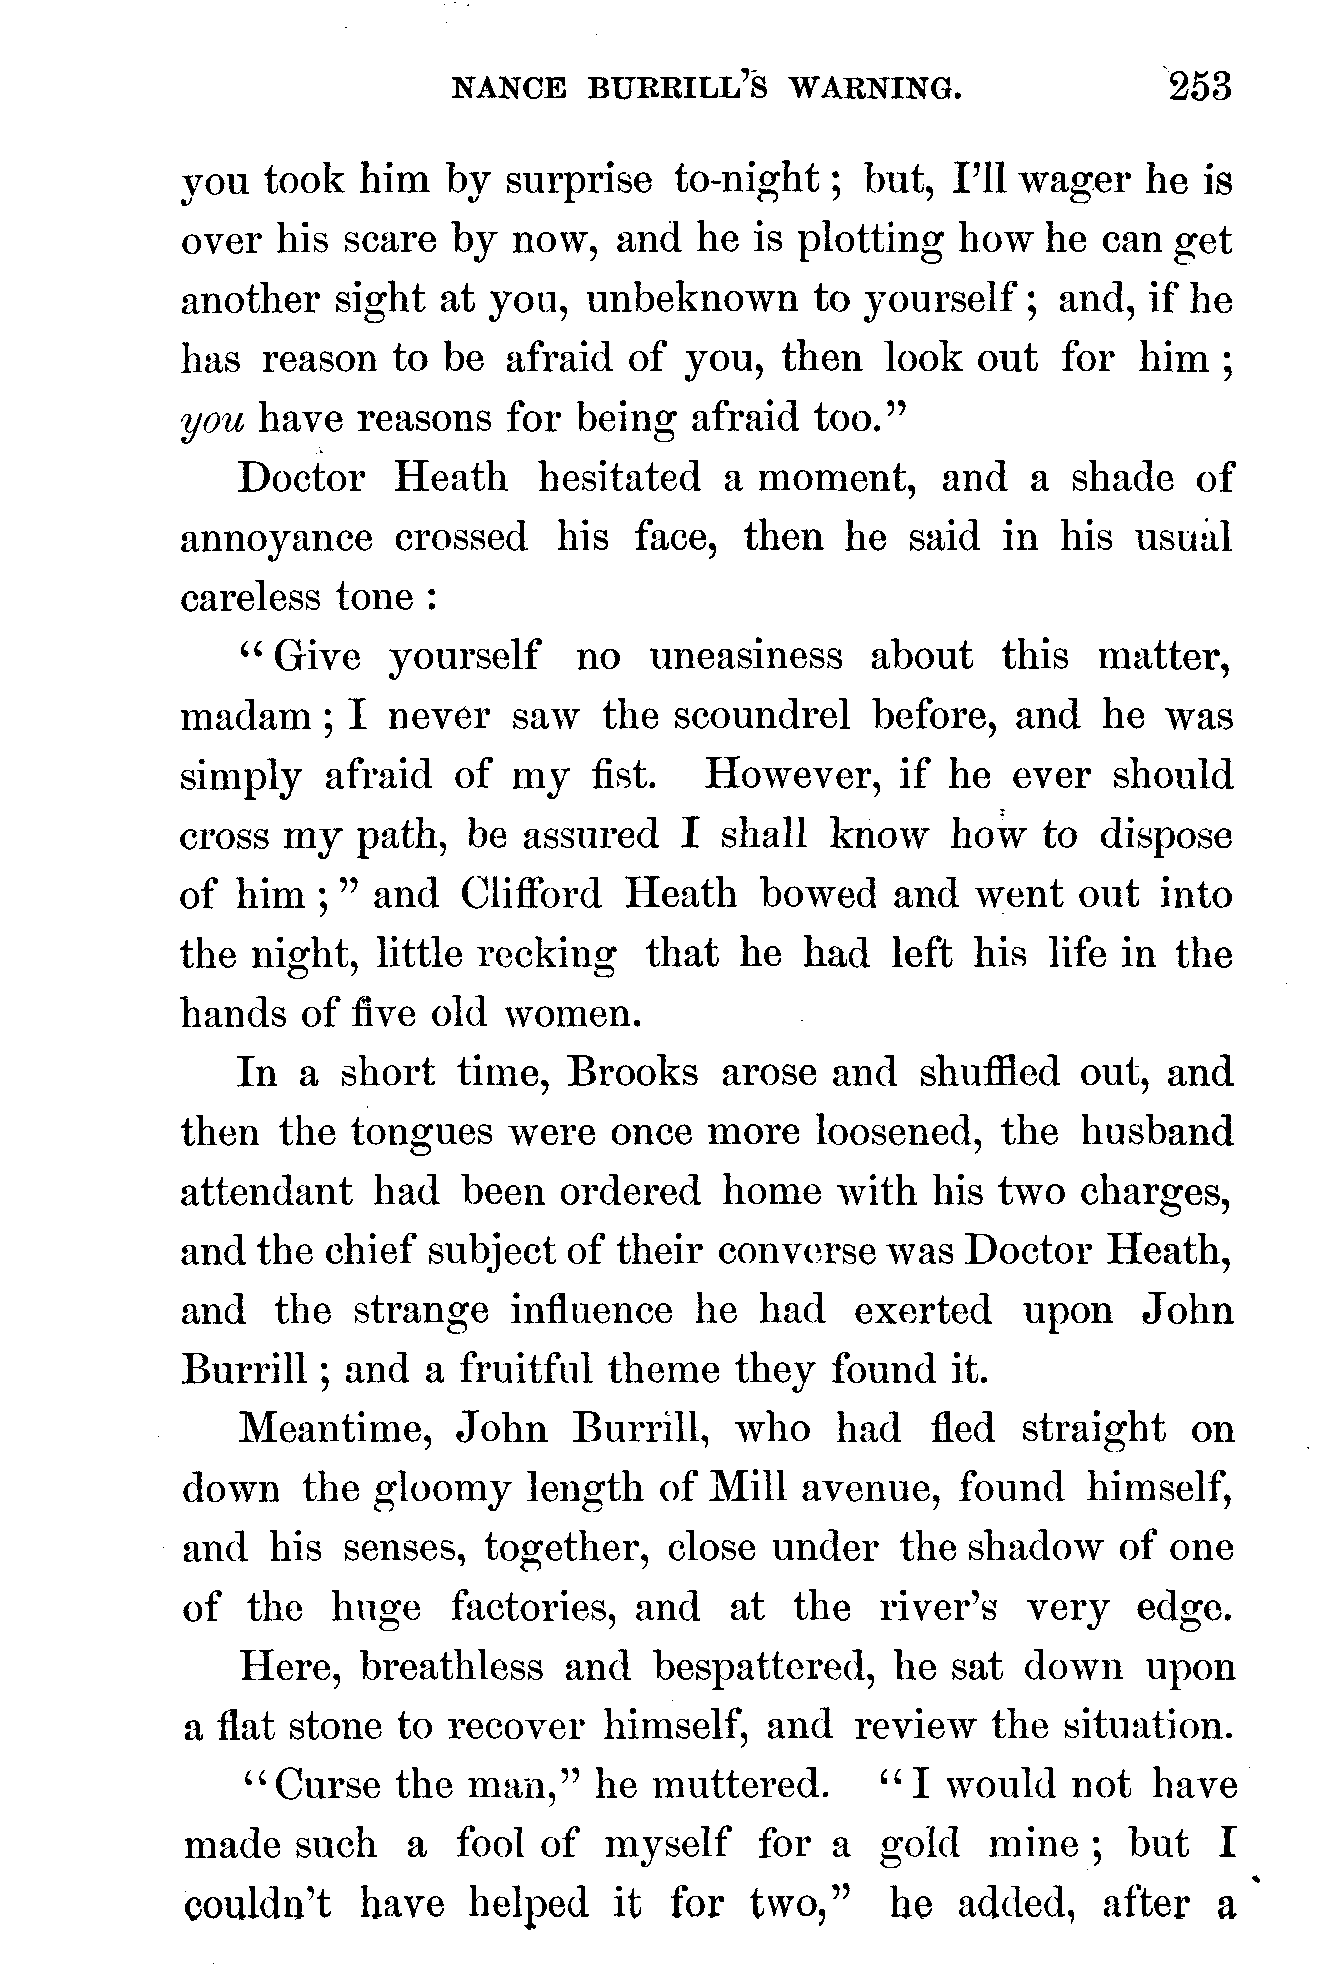 NANCE BURRILL'S WARNING. 253
you took him by surprise to-night ; but, I'll wager he is
over his scare by now, and he is plotting how he can get
another sight at you, unbeknown to yourself ; and, if he
has reason to be afraid of you, then look out for him ;
you have reasons for being afraid too."
Doctor Heath hesitated a moment, and a shade of
annoyance crossed his face, then he said in his usual
careless tone :
" Give yourself no uneasiness about this matter,
madam ; I never saw the scoundrel before, and he was
simply afraid of my fist. However, if he ever should
cross my path, be assured I shall know how to dispose
of him ; " and Clifford Heath bowed and went out into
the night, little recking that he had left his life in the
hands of five old women.
In a short time, Brooks arose and shuffled out, and
then the tongues were once more loosened, the husband
attendant had been ordered home with his two charges,
and the chief subject of their converse was Doctor Heath,
and the strange influence he had exerted upon John
Burrill ; and a fruitful theme they found it.
Meantime, John Burrill, who had fled straight on
down the gloomy length of Mill avenue, found himself,
and his senses, together, close under the shadow of one
of the huge factories, and at the river's very edge.
Here, breathless and bespattered, he sat down upon
a flat stone to recover himself, and review the situation.
"Curse the man," he muttered. " I would not have
made such a fool of myself for a gold mine ; but I
couldn't have helped it for two," he added, after a